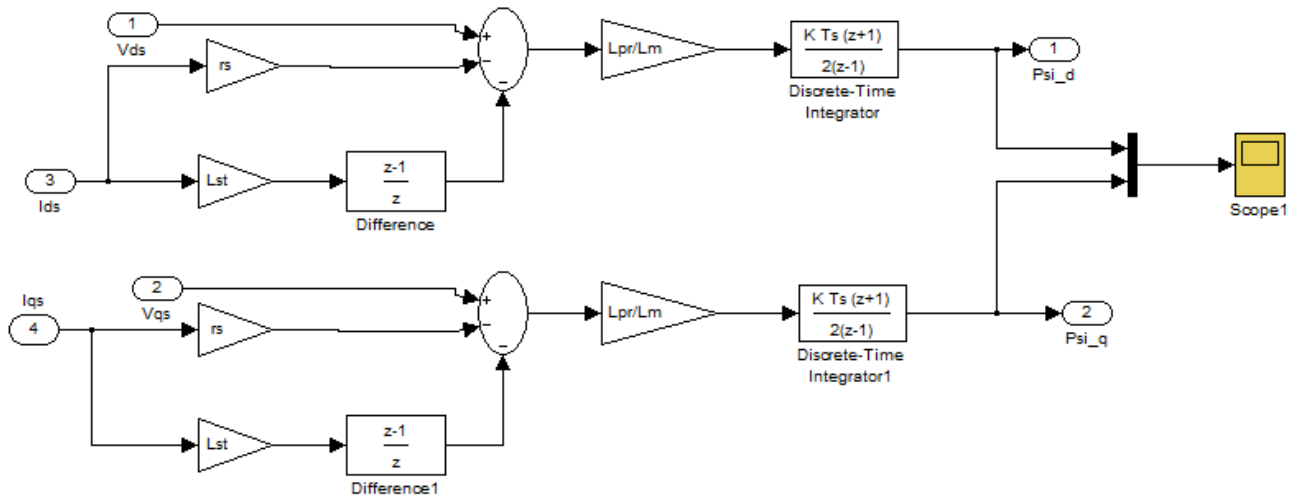 1
Vds
rs
+
−
−
Lpr/Lm
K Ts (z+1)
2(z-1)
Discrete-Time
Integrator
1
Psi_d
3
Ids
Lst
z-1
z
Difference
Scope1
2
Vqs
Iqs
4
rs
+
−
−
Lpr/Lm
K Ts (z+1)
2(z-1)
Discrete-Time
Integrator1
2
Psi_q
Lst
z-1
z
Difference1